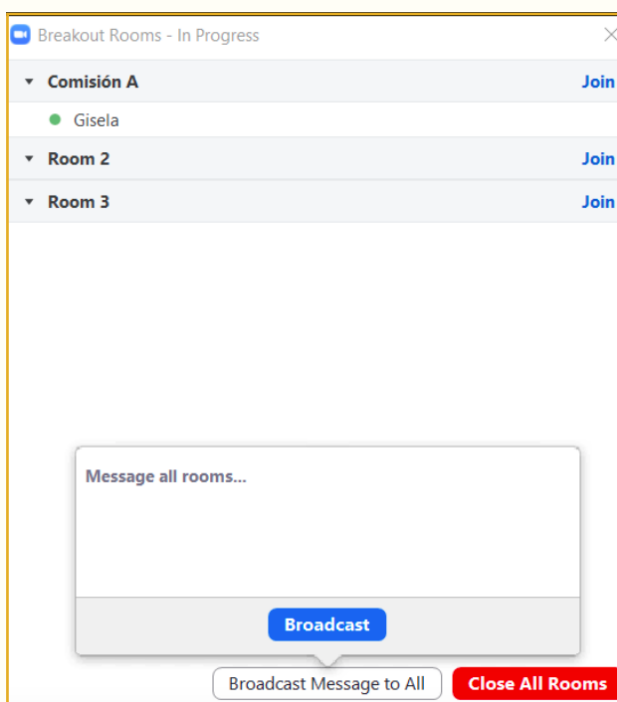 Breakout Rooms - In Progress
Comisión A Join
Gisela
Room 2 Join
Room 3 Join
Message all rooms...
Broadcast
Broadcast Message to All Close All Rooms